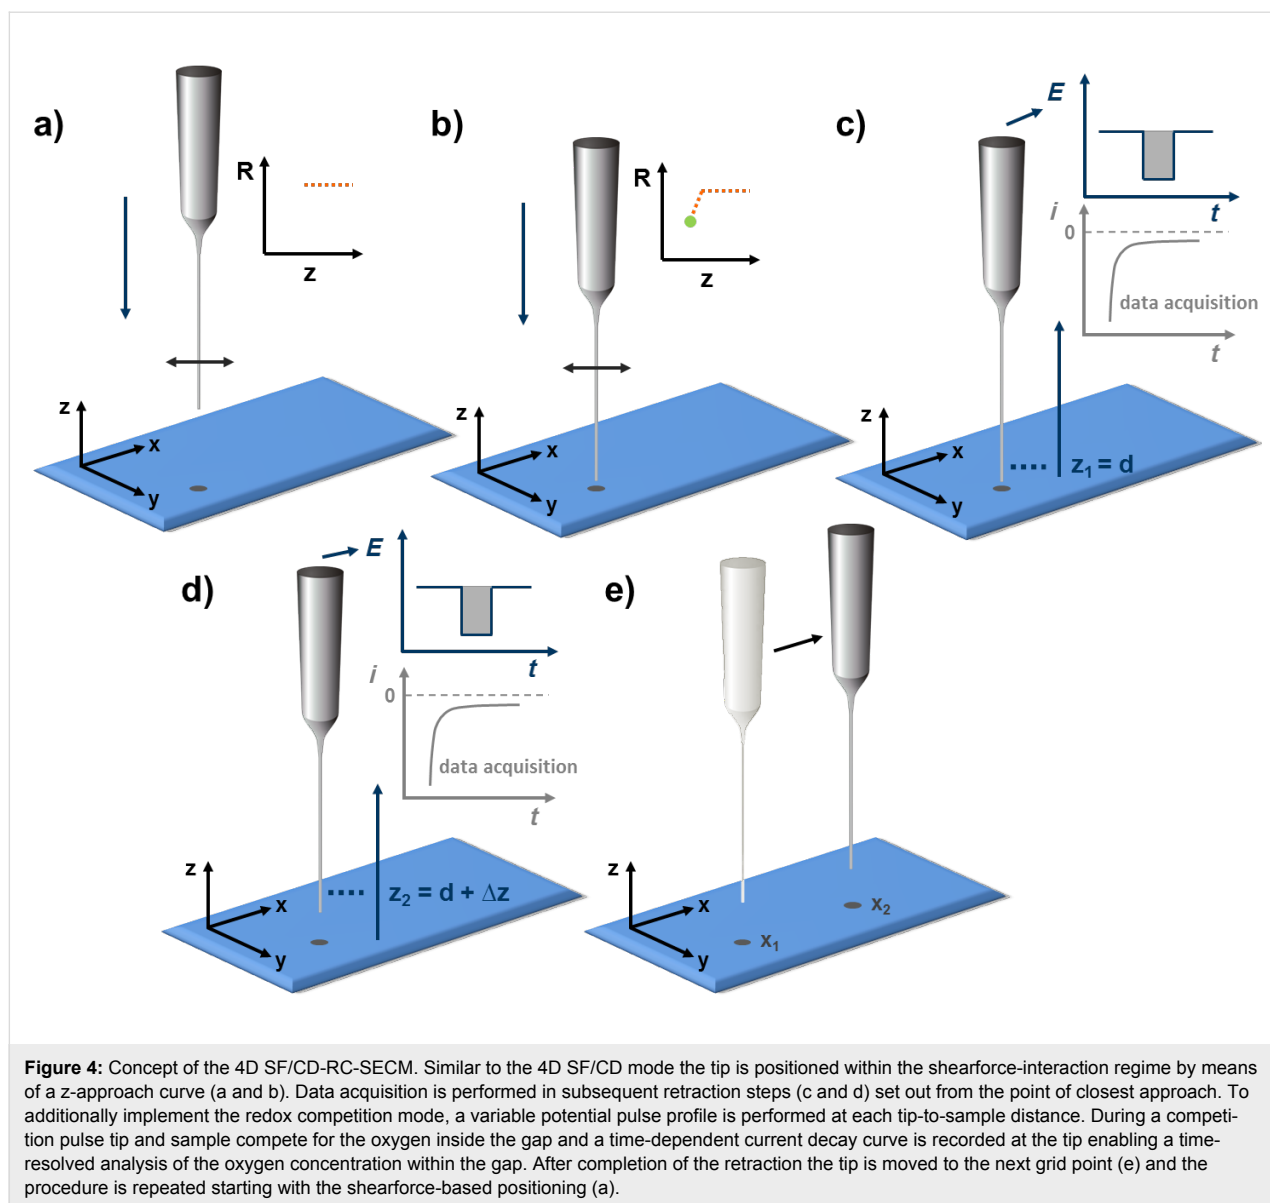 a)
R
z
z
x
y
b)
R
z
z
x
y
c)
E
t
i
0
data acquisition
t
z
x
y
z₁ = d
d)
E
t
i
0
data acquisition
t
z
x
y
z₂ = d + Δz
e)
z
x
y
x₁
x₂
Figure 4: Concept of the 4D SF/CD-RC-SECM. Similar to the 4D SF/CD mode the tip is positioned within the shearforce-interaction regime by means
of a z-approach curve (a and b). Data acquisition is performed in subsequent retraction steps (c and d) set out from the point of closest approach. To
additionally implement the redox competition mode, a variable potential pulse profile is performed at each tip-to-sample distance. During a competi-
tion pulse tip and sample compete for the oxygen inside the gap and a time-dependent current decay curve is recorded at the tip enabling a time-
resolved analysis of the oxygen concentration within the gap. After completion of the retraction the tip is moved to the next grid point (e) and the
procedure is repeated starting with the shearforce-based positioning (a).